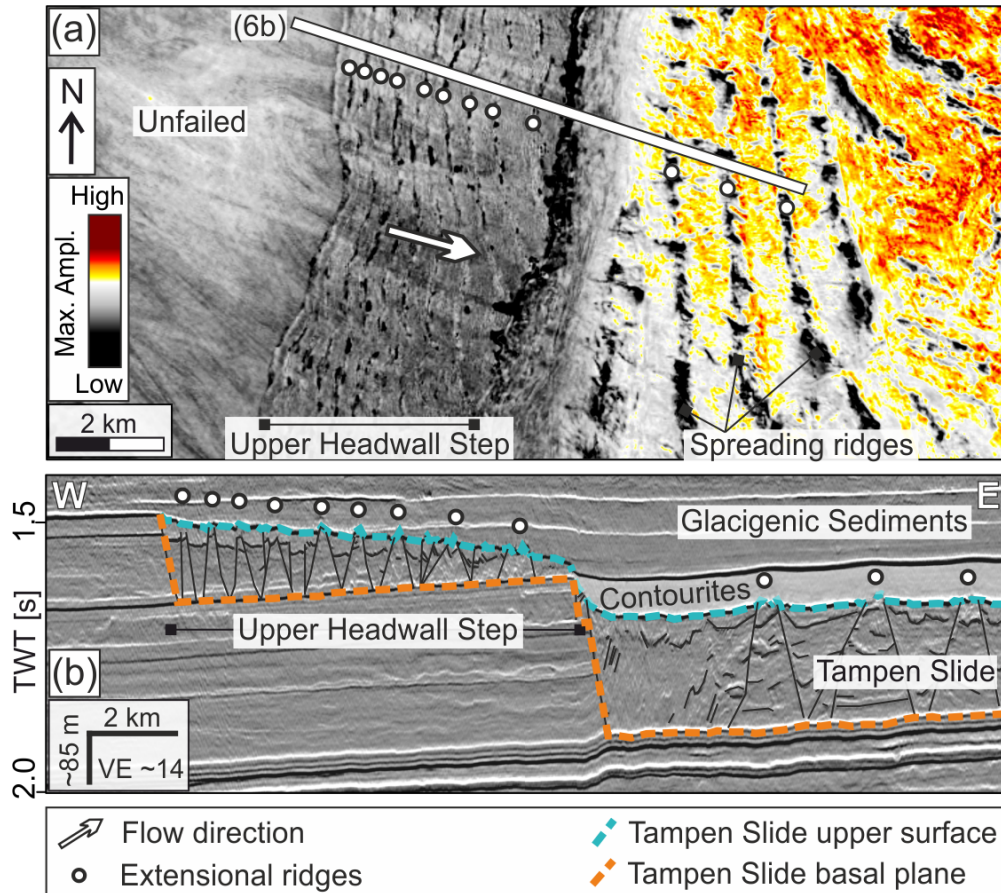 (a)
(6b)
N
Unfailed
High
Max. Ampl.
Low
2 km
Upper Headwall Step
Spreading ridges
W
E
1,5
Glacigenic Sediments
Contourites
Upper Headwall Step
TWT [s]
Tampen Slide
(b)
2 km
~85 m
VE ~14
2.0
Flow direction
Tampen Slide upper surface
Extensional ridges
Tampen Slide basal plane